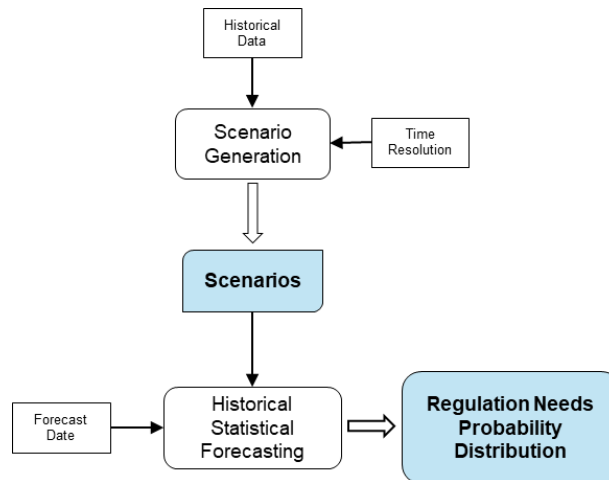 Historical
Data
Scenario
Generation
Time
Resolution
Scenarios
Forecast
Date
Historical
Statistical
Forecasting
Regulation Needs
Probability
Distribution